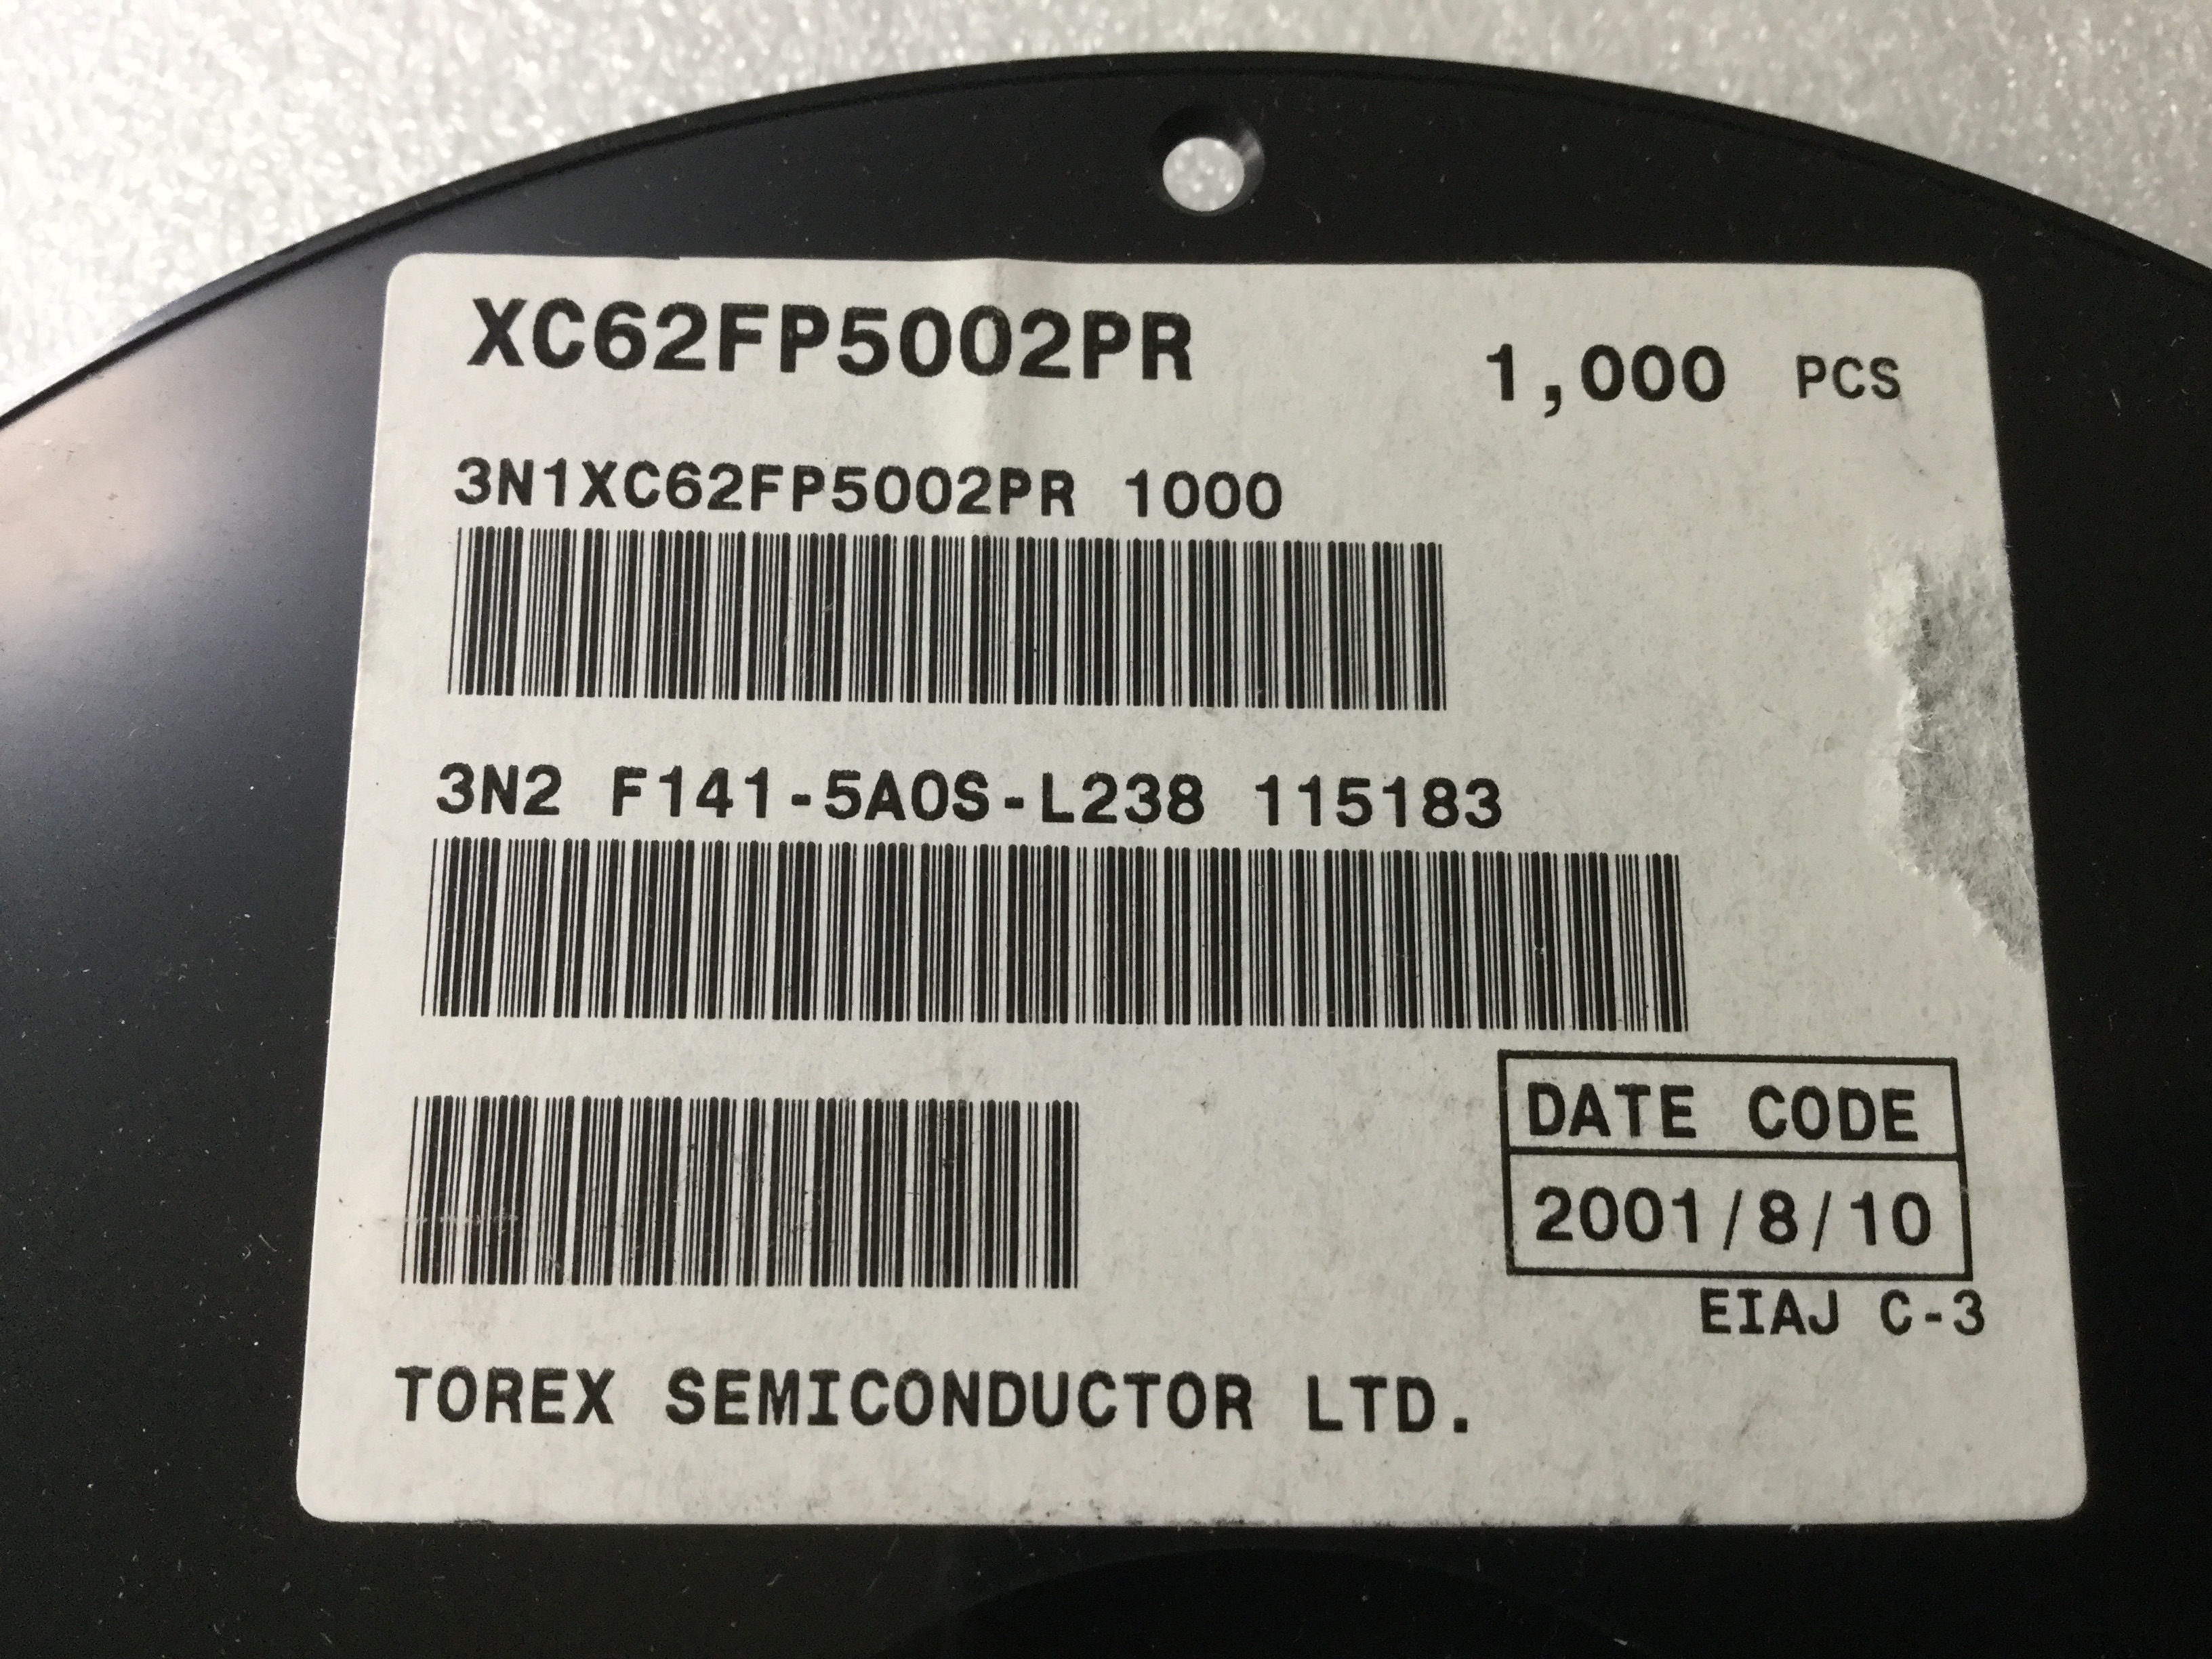 XC62FP5002PR 1,000 PCS
3N1XC62FP5002PR 1000
3N2 F141-5A0S-L238 115183
DATE CODE
2001/8/10
EIAJ C-3
TOREX SEMICONDUCTOR LTD.